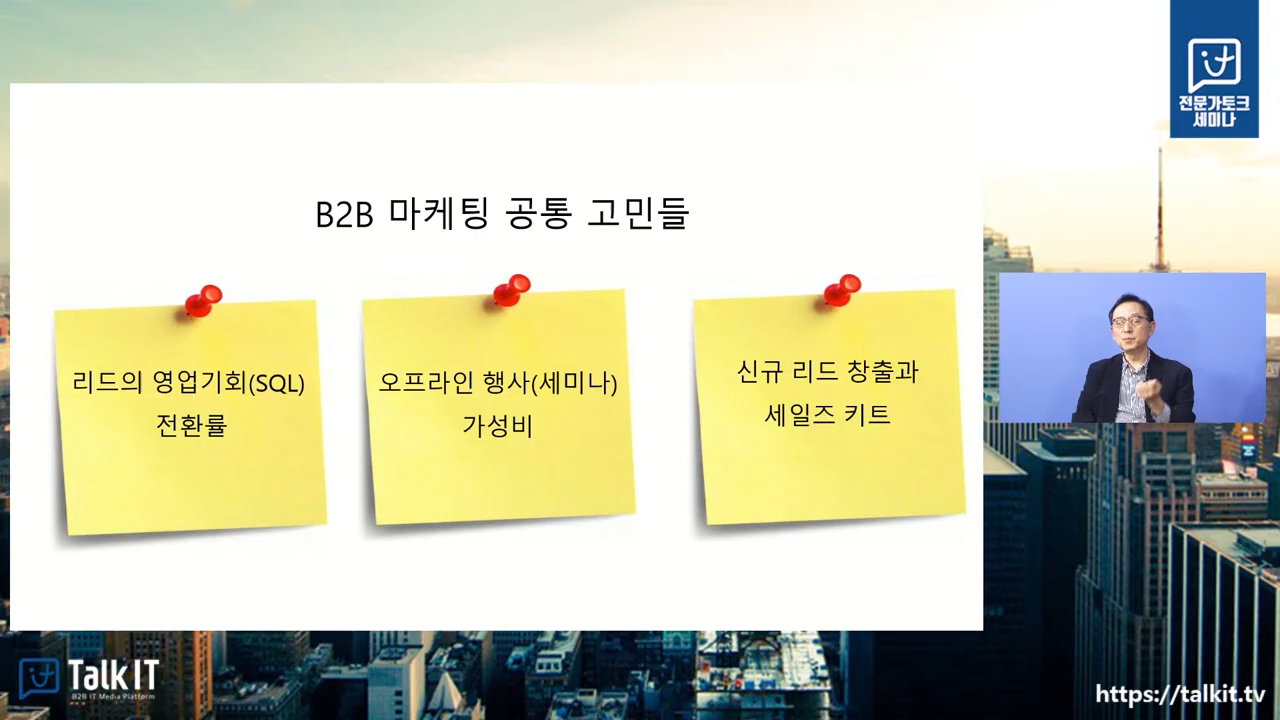 전문가토크
세미나
B2B 마케팅 공통 고민들
리드의 영업기회(SQL)
전환률
오프라인 행사(세미나)
가성비
신규 리드 창출과
세일즈 키트
Talk IT
B2B IT Media Platform
https://talkit.tv